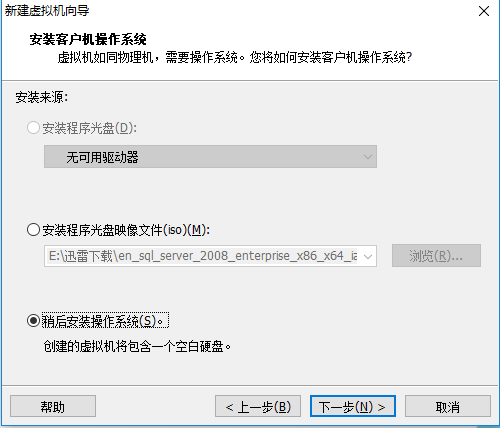 新建虚拟机向导
安装客户机操作系统
虚拟机如同物理机，需要操作系统。您将如何安装客户机操作系统?
安装来源:
安装程序光盘(D):
无可用驱动器
安装程序光盘映像文件(iso)(M):
E:\迅雷下载\en_sql_server_2008_enterprise_x86_x64_ia
浏览(R)...
稍后安装操作系统(S)。
创建的虚拟机将包含一个空白硬盘。
帮助
< 上一步(B)
下一步(N) >
取消